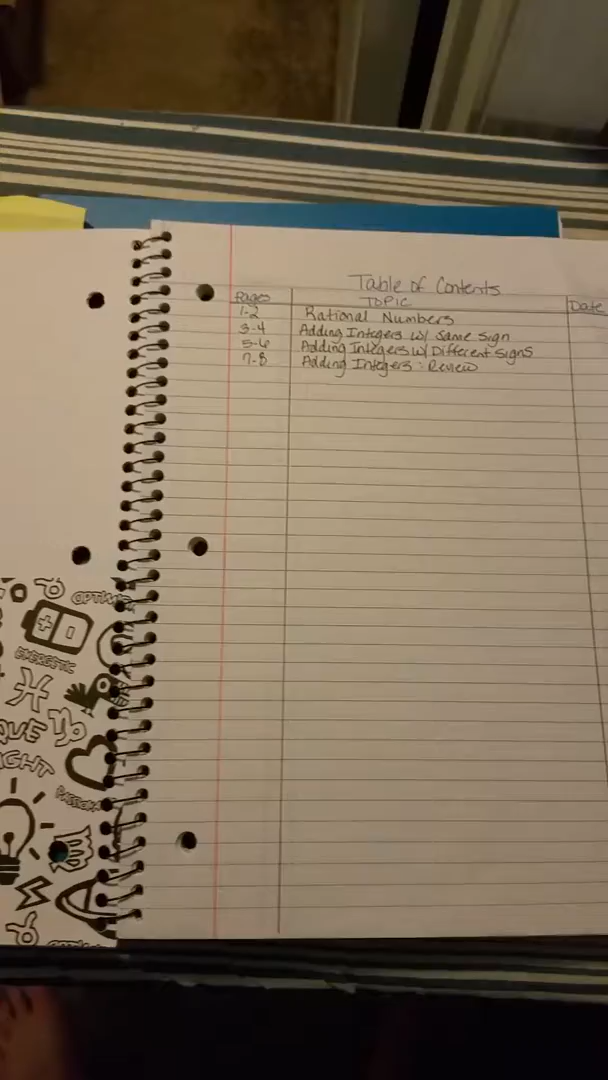 Table of Contents
Pages TOPIC Date
1-2 Rational Numbers
3-4 Adding Integers w/ Same Sign
5-6 Adding Integers w/ Different Signs
7-8 Adding Integers : Review
ENERGETIC